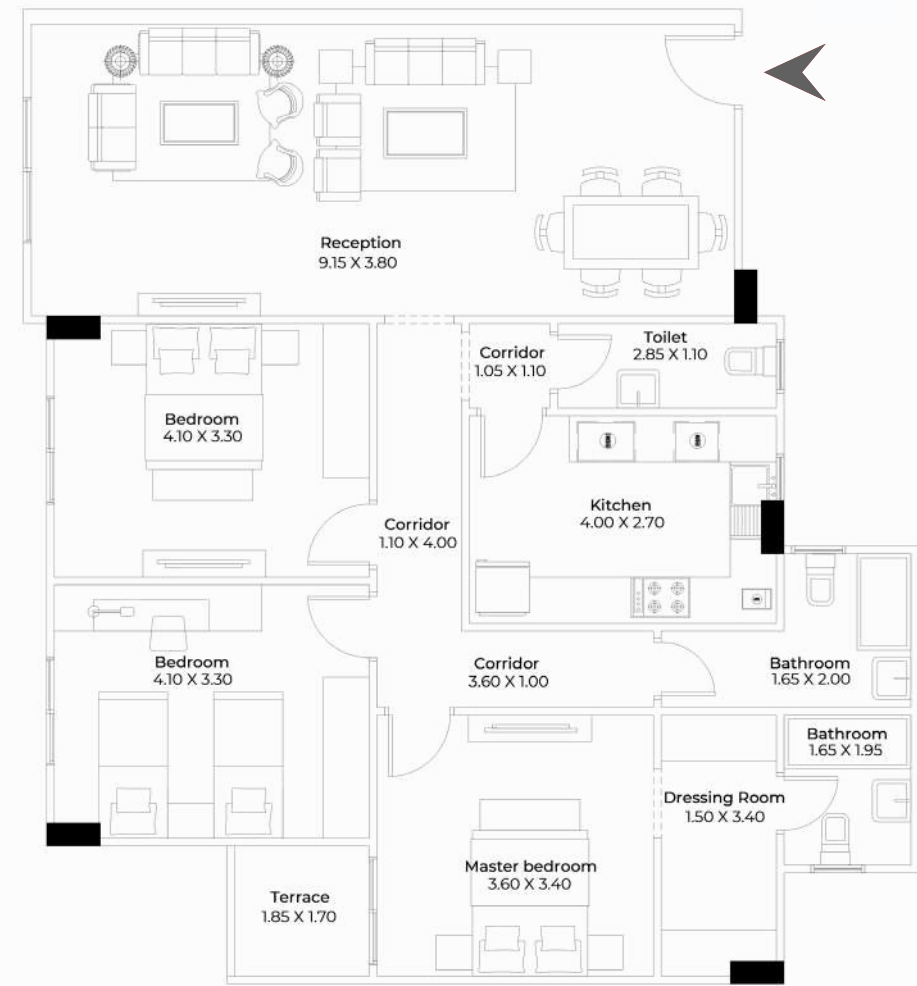 Reception
9.15 X 3.80
Toilet
2.85 X 1.10
Corridor
1.05 X 1.10
Bedroom
4.10 X 3.30
Kitchen
4.00 X 2.70
Corridor
1.10 X 4.00
Bedroom
4.10 X 3.30
Corridor
3.60 X 1.00
Bathroom
1.65 X 2.00
Bathroom
1.65 X 1.95
Dressing Room
1.50 X 3.40
Master bedroom
3.60 X 3.40
Terrace
1.85 X 1.70